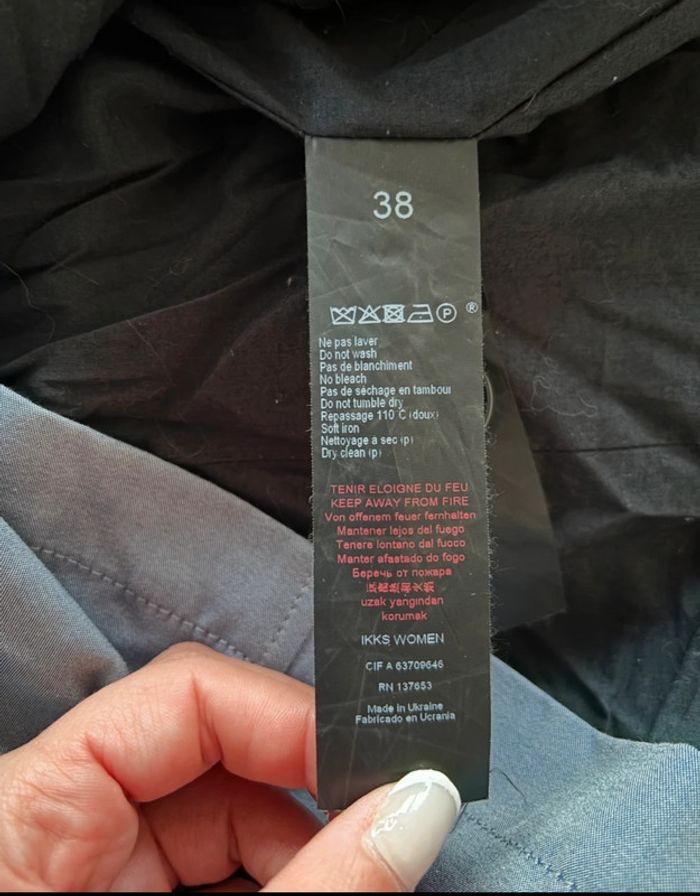 38
P ®
Ne pas laver
Do not wash
Pas de blanchiment
No bleach
Pas de séchage en tambour
Do not tumble dry
Repassage 110°C (doux)
Soft iron
Nettoyage à sec (p)
Dry clean (p)
TENIR ELOIGNE DU FEU
KEEP AWAY FROM FIRE
Von offenem feuer fernhalten
Mantener lejos del fuego
Tenere lontano dal fuoco
Manter afastado do fogo
Беречь от пожара
uzak yangından
korumak
IKKS WOMEN
CIF A 63709646
RN 137653
Made in Ukraine
Fabricado en Ucrania